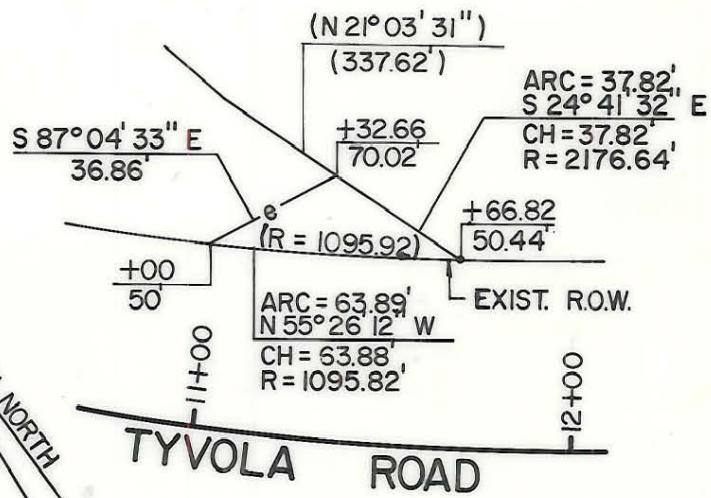 (N 21° 03' 31")
(337.62')
ARC = 37.82'
S 24° 41' 32" E
CH = 37.82'
R = 2176.64'
S 87° 04' 33" E
36.86'
+32.66
70.02'
e
(R = 1095.92)
+66.82
50.44'
+00
50'
ARC = 63.89'
N 55° 26' 12" W
CH = 63.88'
R = 1095.82'
EXIST. R.O.W.
11+00
12+00
NORTH
TYVOLA ROAD